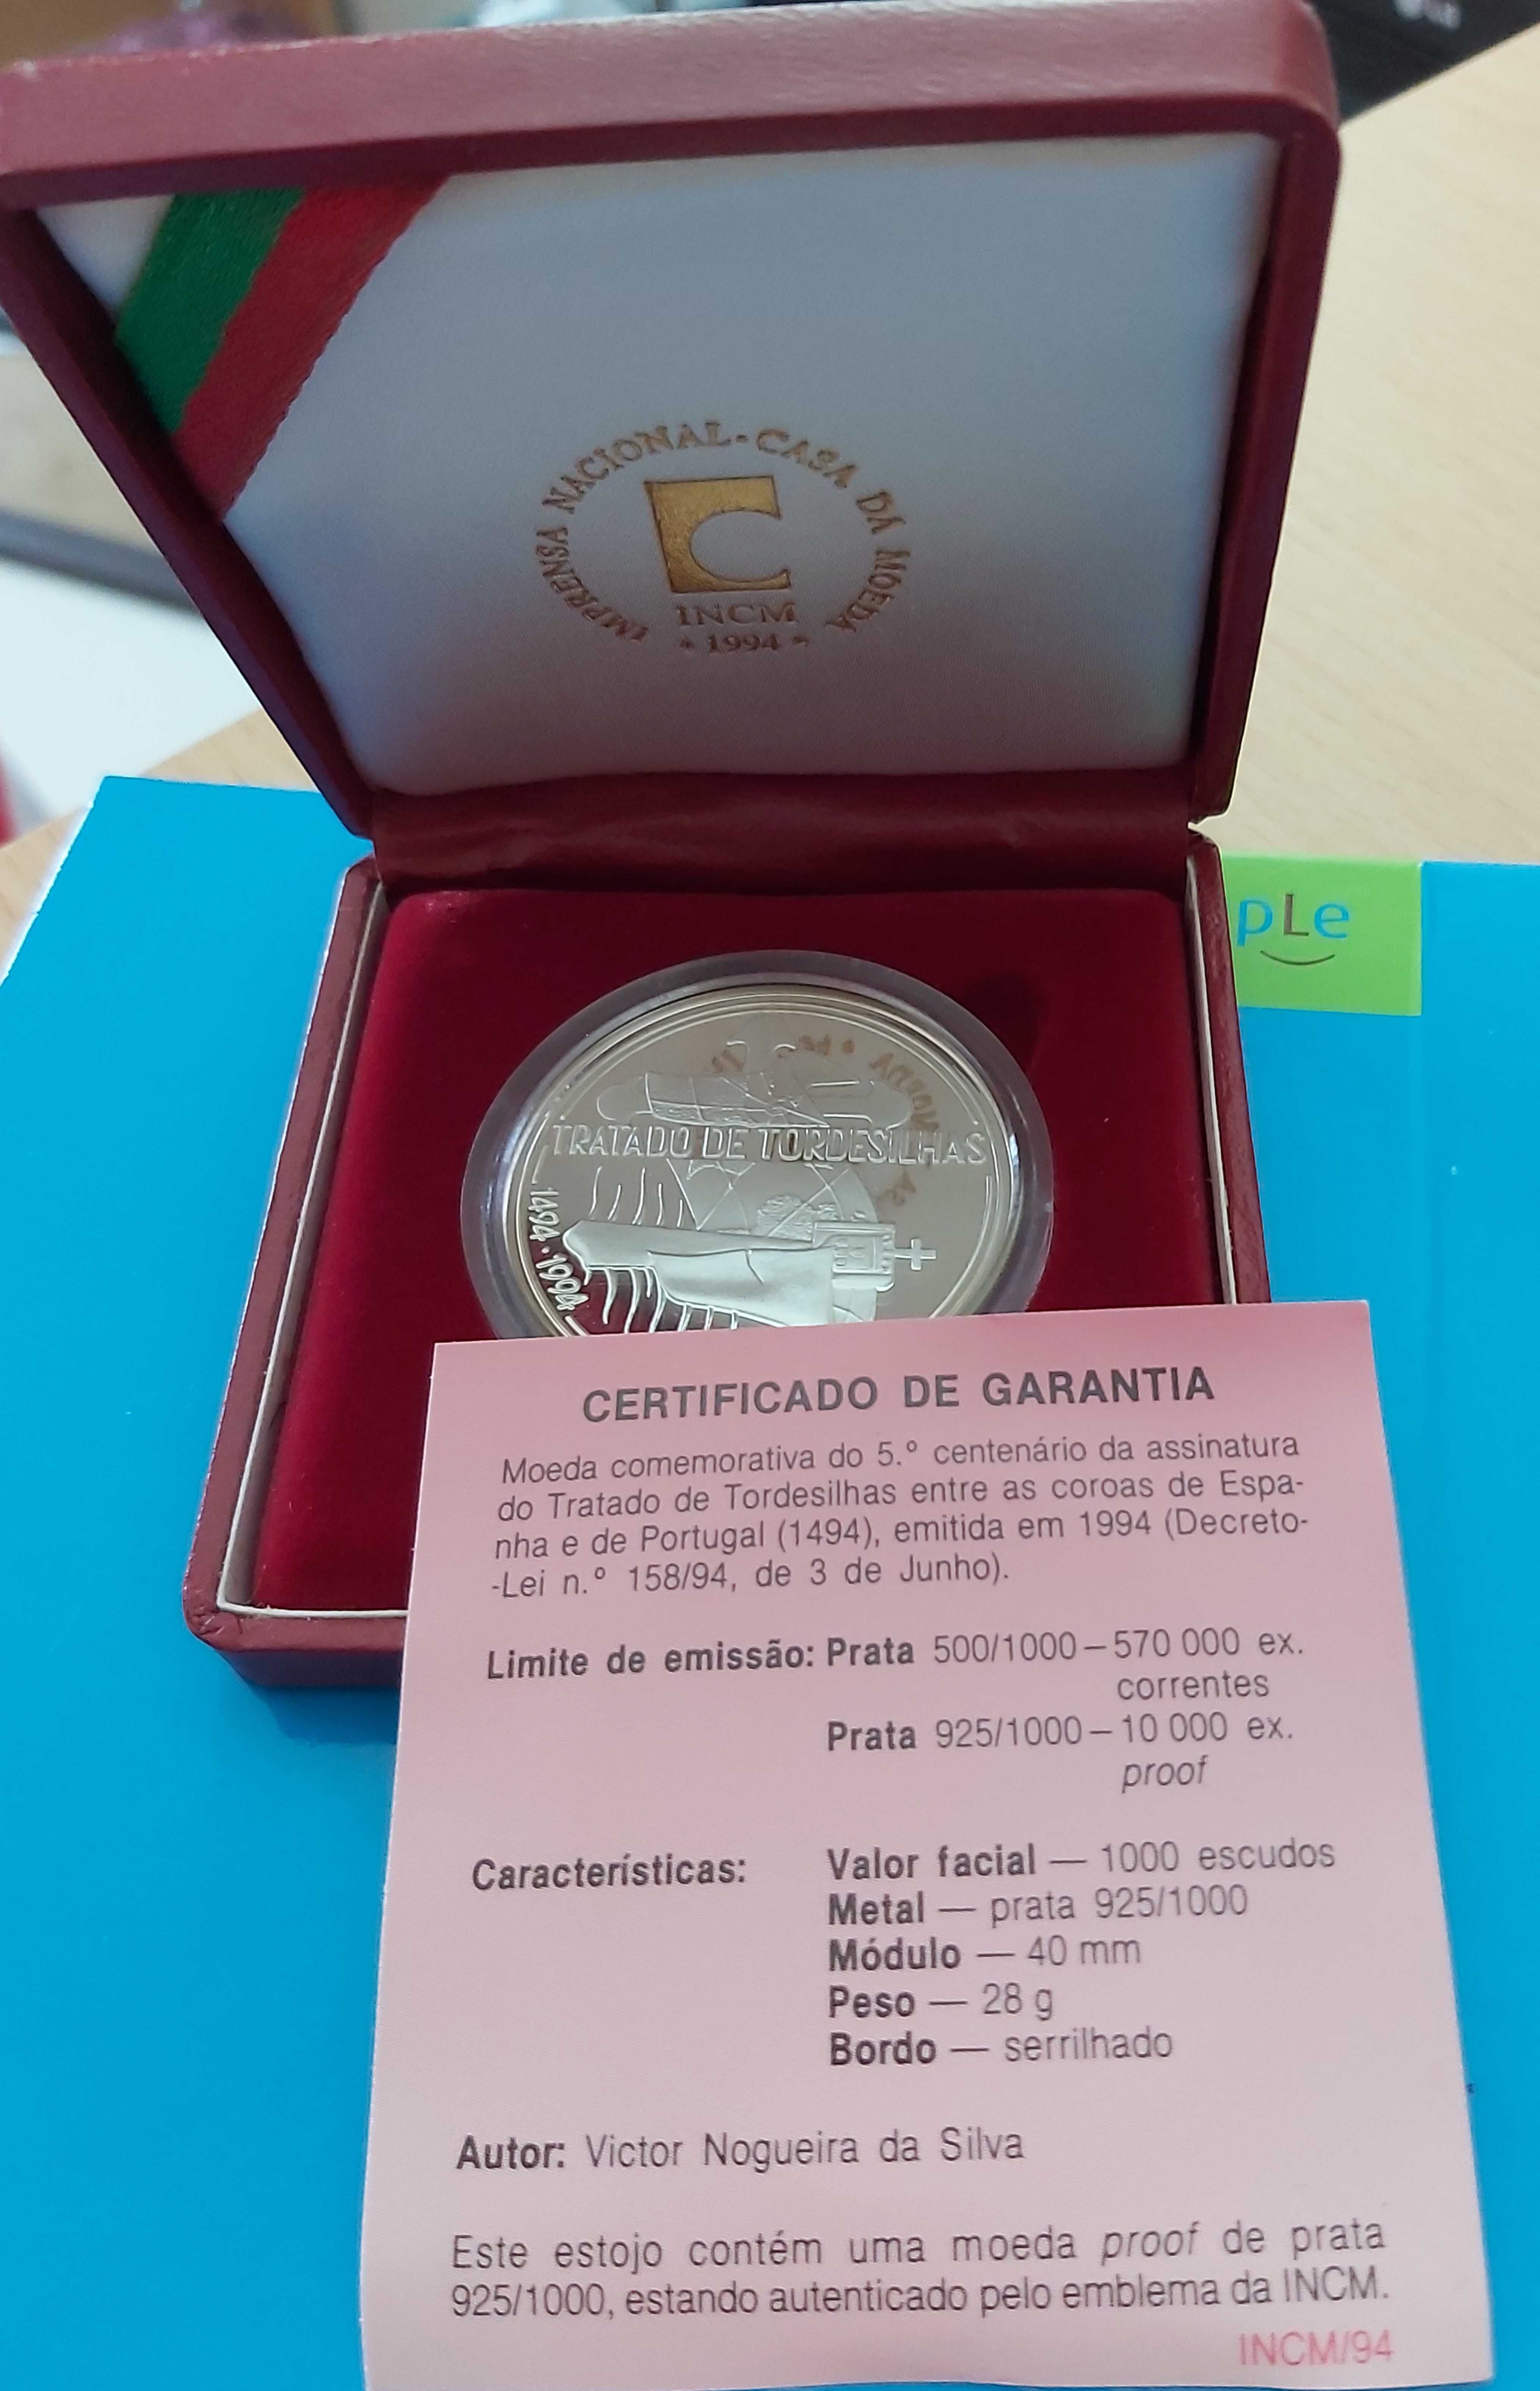 IMPRENSA NACIONAL-CASA DA MOEDA
INCM
* 1994 *
pLe
TRATADO DE TORDESILHAS
1494 · 1994
CERTIFICADO DE GARANTIA
Moeda comemorativa do 5.º centenário da assinatura
do Tratado de Tordesilhas entre as coroas de Espa-
nha e de Portugal (1494), emitida em 1994 (Decreto-
-Lei n.º 158/94, de 3 de Junho).
Limite de emissão: Prata 500/1000 – 570 000 ex.
correntes
Prata 925/1000 – 10 000 ex.
proof
Características: Valor facial — 1000 escudos
Metal — prata 925/1000
Módulo — 40 mm
Peso — 28 g
Bordo — serrilhado
Autor: Victor Nogueira da Silva
Este estojo contém uma moeda proof de prata
925/1000, estando autenticado pelo emblema da INCM.
INCM/94